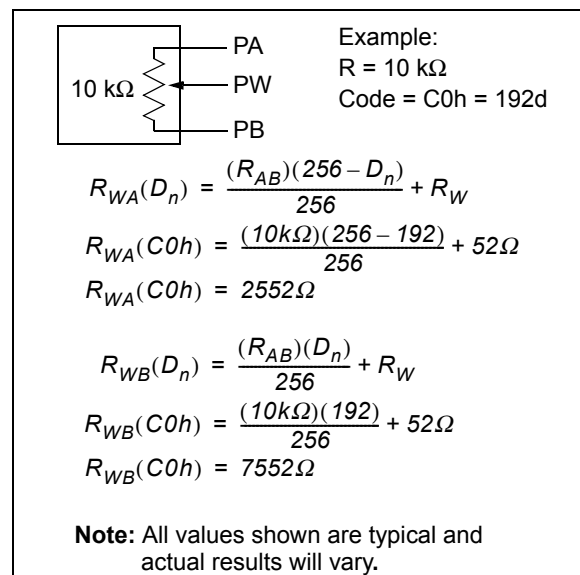 PA
10 kΩ
PW
PB
Example:
R = 10 kΩ
Code = C0h = 192d
R_WA(D_n) = (R_AB)(256 – D_n)/256 + R_W
R_WA(C0h) = (10kΩ)(256 – 192)/256 + 52Ω
R_WA(C0h) = 2552Ω
R_WB(D_n) = (R_AB)(D_n)/256 + R_W
R_WB(C0h) = (10kΩ)(192)/256 + 52Ω
R_WB(C0h) = 7552Ω
Note: All values shown are typical and
actual results will vary.